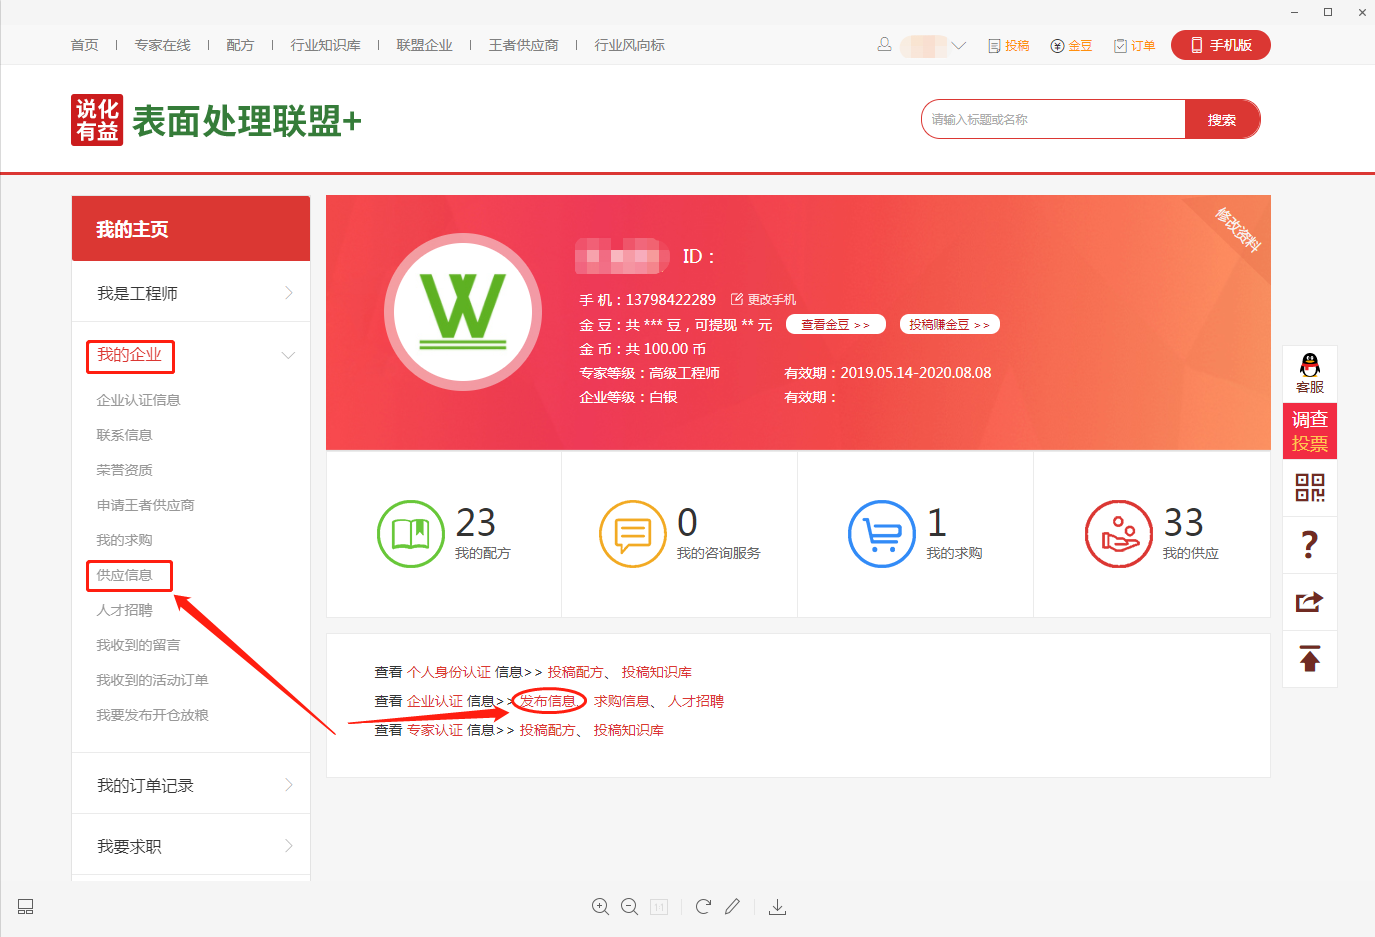 首页 | 专家在线 | 配方 | 行业知识库 | 联盟企业 | 王者供应商 | 行业风向标
投稿 金豆 订单 手机版
说化
有益
表面处理联盟+
请输入标题或名称 搜索
我的主页
我是工程师
我的企业
企业认证信息
联系信息
荣誉资质
申请王者供应商
我的求购
供应信息
人才招聘
我收到的留言
我收到的活动订单
我要发布开仓放粮
我的订单记录
我要求职
修改资料
W
ID：
手 机：13798422289 更改手机
金 豆：共 *** 豆，可提现 ** 元 查看金豆 >> 投稿赚金豆 >>
金 币：共 100.00 币
专家等级：高级工程师 有效期：2019.05.14-2020.08.08
企业等级：白银 有效期：
23
我的配方
0
我的咨询服务
1
我的求购
33
我的供应
查看 个人身份认证 信息>> 投稿配方、 投稿知识库
查看 企业认证 信息>> 发布信息、 求购信息、 人才招聘
查看 专家认证 信息>> 投稿配方、 投稿知识库
客服
调查
投票
?
1:1